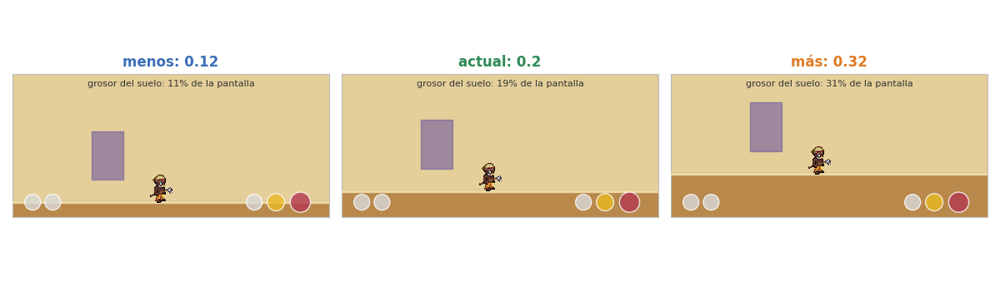 menos: 0.12
grosor del suelo: 11% de la pantalla
actual: 0.2
grosor del suelo: 19% de la pantalla
más: 0.32
grosor del suelo: 31% de la pantalla